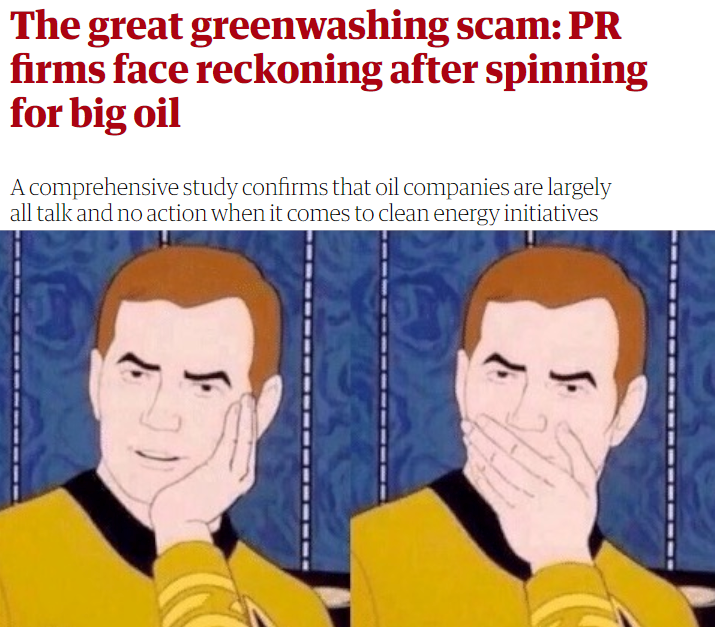 The great greenwashing scam: PR
firms face reckoning after spinning
for big oil
A comprehensive study confirms that oil companies are largely
all talk and no action when it comes to clean energy initiatives